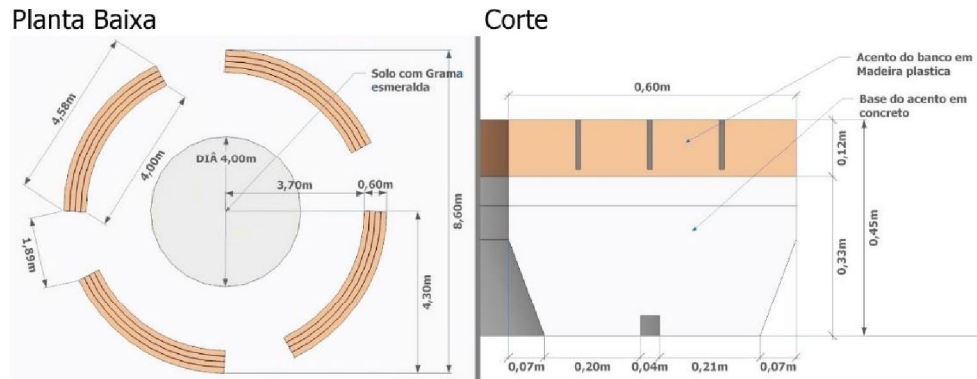 Planta Baixa
Corte
Solo com Grama
esmeralda
4,58m
4,00m
DIÂ 4,00m
3,70m
0,60m
8,60m
1,89m
4,30m
0,60m
Acento do banco em
Madeira plastica
Base do acento em
concreto
0,12m
0,45m
0,33m
0,07m
0,20m
0,04m
0,21m
0,07m